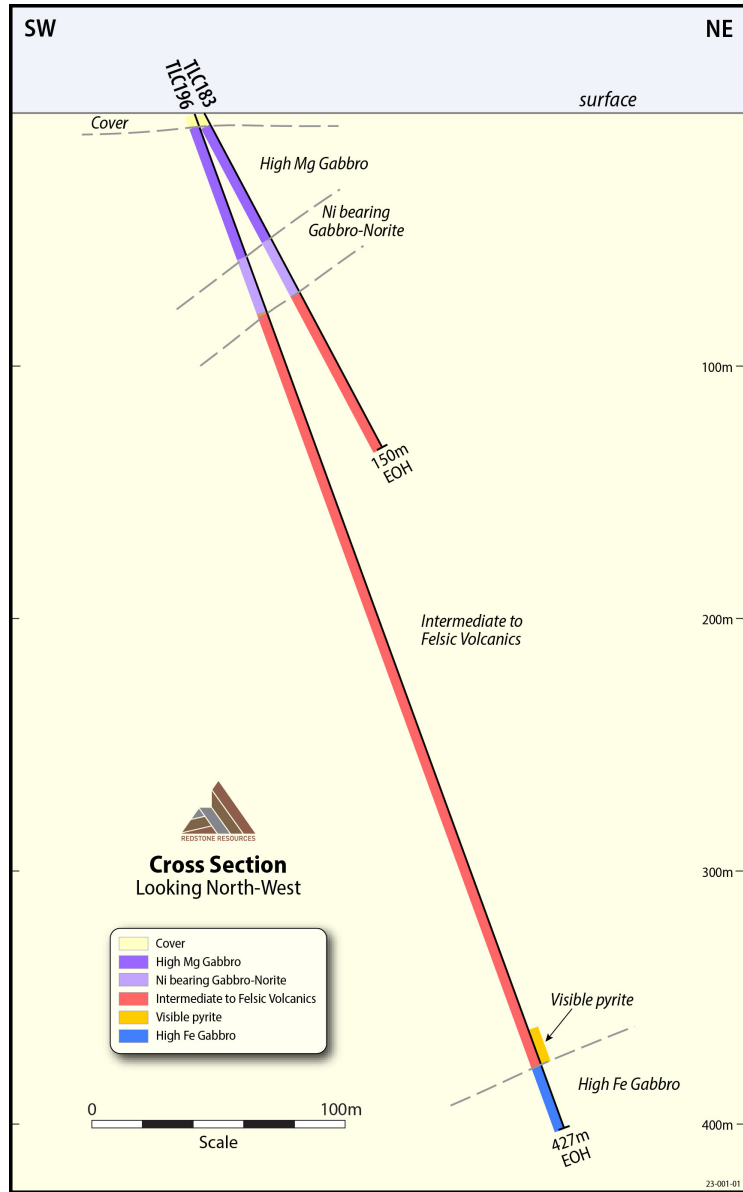 SW
NE
TLC196
TLC183
surface
Cover
High Mg Gabbro
Ni bearing
Gabbro-Norite
100m
150m
EOH
200m
Intermediate to
Felsic Volcanics
REDSTONE RESOURCES
Cross Section
Looking North-West
300m
Cover
High Mg Gabbro
Ni bearing Gabbro-Norite
Intermediate to Felsic Volcanics
Visible pyrite
High Fe Gabbro
Visible pyrite
High Fe Gabbro
0
100m
Scale
400m
427m
EOH
23-001-01